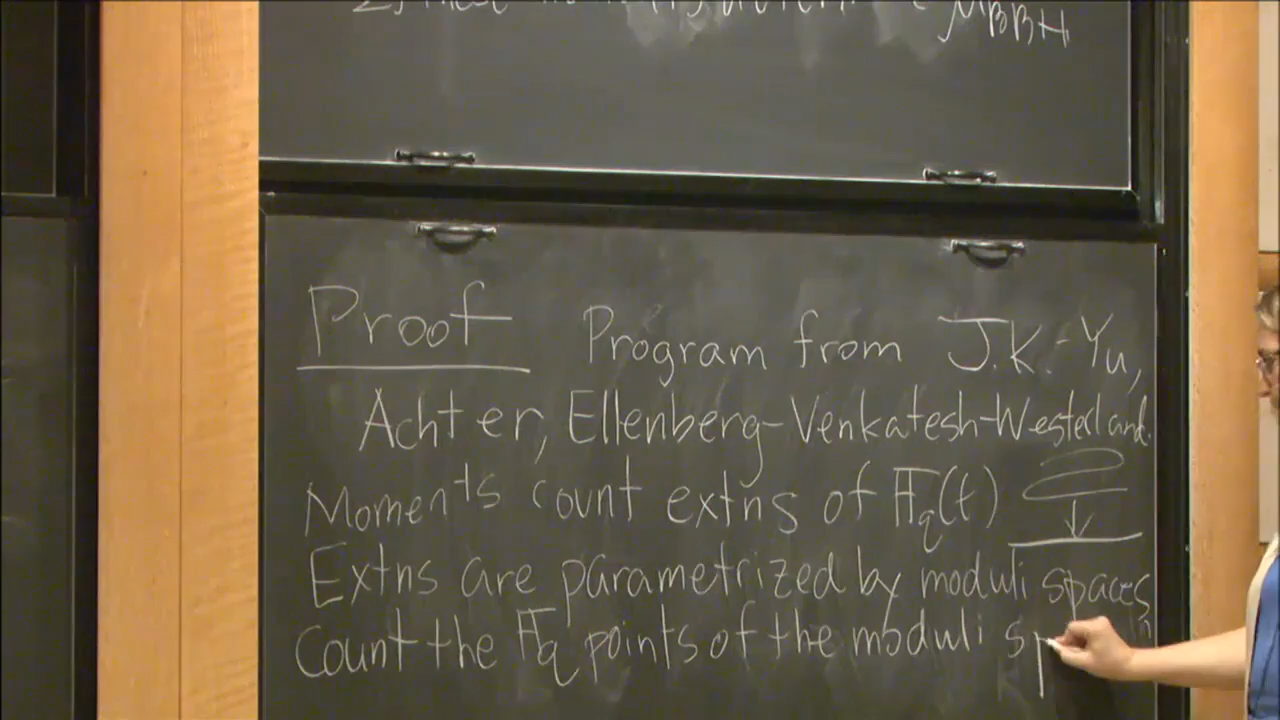 μBBH
Proof Program from J.K.-Yu,
Achter, Ellenberg-Venkatesh-Westerland.
Moments count extns of Fq(t)
Extns are parametrized by moduli spaces
Count the Fq points of the moduli sp